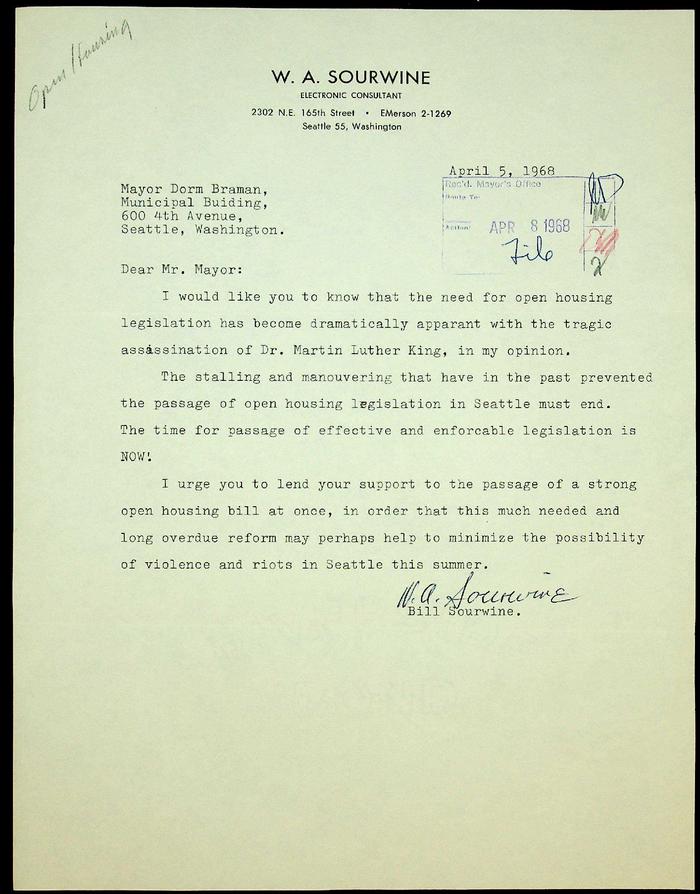 Open Housing
W. A. SOURWINE
ELECTRONIC CONSULTANT
2302 N.E. 165th Street • EMerson 2-1269
Seattle 55, Washington
April 5, 1968
Rec'd. Mayor's Office
Route To:
Action:
APR 8 1968
File
Mayor Dorm Braman,
Municipal Buiding,
600 4th Avenue,
Seattle, Washington.
Dear Mr. Mayor:
I would like you to know that the need for open housing
legislation has become dramatically apparant with the tragic
assassination of Dr. Martin Luther King, in my opinion.
The stalling and manouvering that have in the past prevented
the passage of open housing legislation in Seattle must end.
The time for passage of effective and enforcable legislation is
NOW!
I urge you to lend your support to the passage of a strong
open housing bill at once, in order that this much needed and
long overdue reform may perhaps help to minimize the possibility
of violence and riots in Seattle this summer.
W.A. Sourwine
Bill Sourwine.